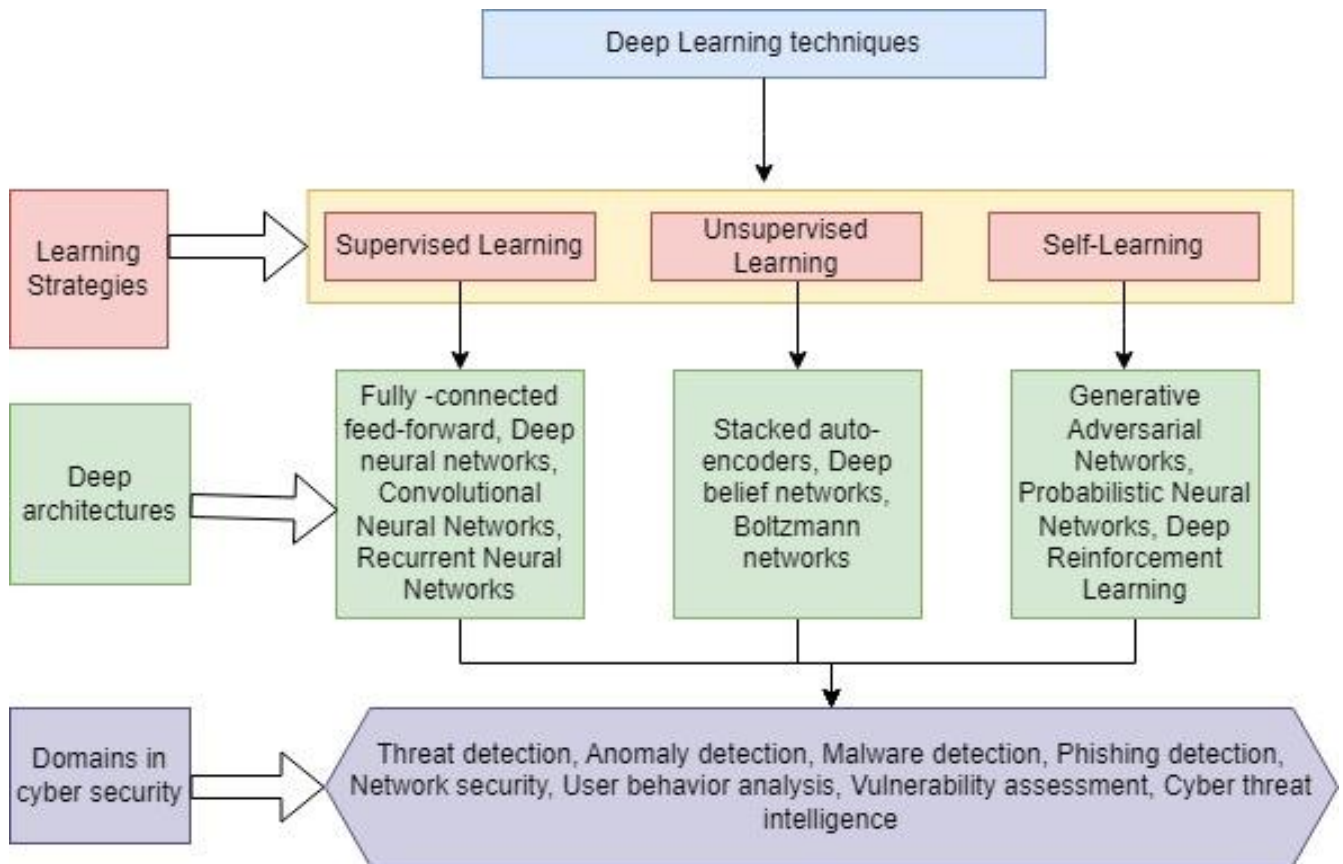 Deep Learning techniques
Learning
Strategies
Supervised Learning
Unsupervised
Learning
Self-Learning
Deep
architectures
Fully -connected
feed-forward, Deep
neural networks,
Convolutional
Neural Networks,
Recurrent Neural
Networks
Stacked auto-
encoders, Deep
belief networks,
Boltzmann
networks
Generative
Adversarial
Networks,
Probabilistic Neural
Networks, Deep
Reinforcement
Learning
Domains in
cyber security
Threat detection, Anomaly detection, Malware detection, Phishing detection,
Network security, User behavior analysis, Vulnerability assessment, Cyber threat
intelligence